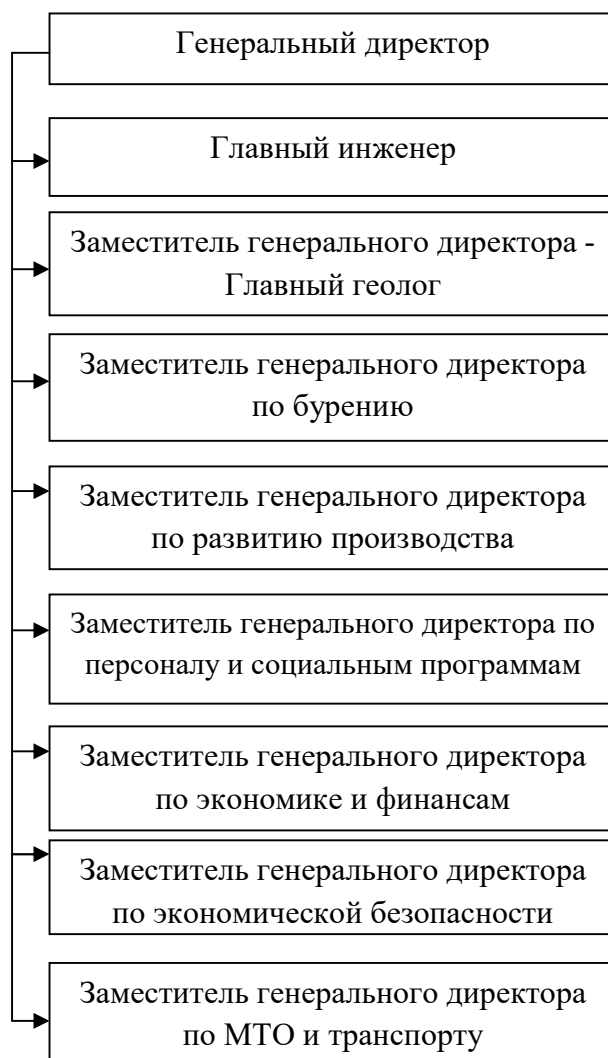 Генеральный директор
Главный инженер
Заместитель генерального директора -
Главный геолог
Заместитель генерального директора
по бурению
Заместитель генерального директора
по развитию производства
Заместитель генерального директора по
персоналу и социальным программам
Заместитель генерального директора
по экономике и финансам
Заместитель генерального директора
по экономической безопасности
Заместитель генерального директора
по МТО и транспорту